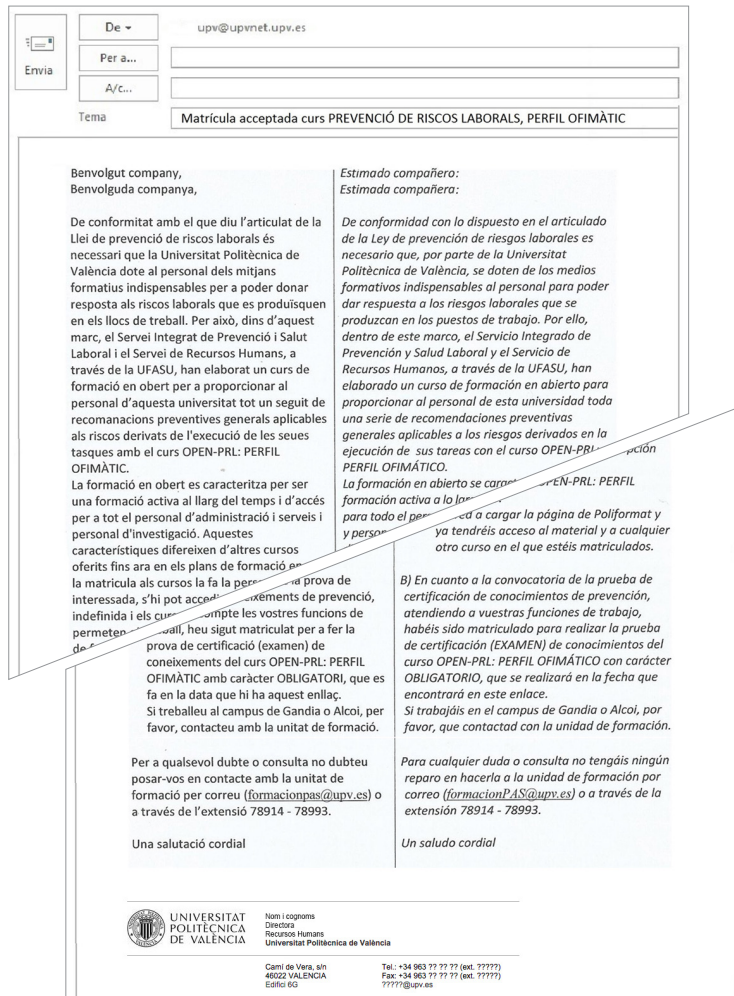 De
upv@upvnet.upv.es
Envia
Per a...
A/c...
Tema
Matrícula acceptada curs PREVENCIÓ DE RISCOS LABORALS, PERFIL OFIMÀTIC
Benvolgut company,
Benvolguda companya,
De conformitat amb el que diu l'articulat de la
Llei de prevenció de riscos laborals és
necessari que la Universitat Politècnica de
València dote al personal dels mitjans
formatius indispensables per a poder donar
resposta als riscos laborals que es produïsquen
en els llocs de treball. Per això, dins d'aquest
marc, el Servei Integrat de Prevenció i Salut
Laboral i el Servei de Recursos Humans, a
través de la UFASU, han elaborat un curs de
formació en obert per a proporcionar al
personal d'aquesta universitat tot un seguit de
recomanacions preventives generals aplicables
als riscos derivats de l'execució de les seues
tasques amb el curs OPEN-PRL: PERFIL
OFIMÀTIC.
La formació en obert es caracteritza per ser
una formació activa al llarg del temps i d'accés
per a tot el personal d'administració i serveis i
personal d'investigació. Aquestes
característiques difereixen d'altres cursos
oferits fins ara en els plans de formació
la matricula als cursos la fa la
interessada, s'hi pot
indefinida i els
permeten
Estimado compañero:
Estimada compañera:
De conformidad con lo dispuesto en el articulado
de la Ley de prevención de riesgos laborales es
necesario que, por parte de la Universitat
Politècnica de València, se doten de los medios
formativos indispensables al personal para poder
dar respuesta a los riesgos laborales que se
produzcan en los puestos de trabajo. Por ello,
dentro de este marco, el Servicio Integrado de
Prevención y Salud Laboral y el Servicio de
Recursos Humanos, a través de la UFASU, han
elaborado un curso de formación en abierto para
proporcionar al personal de esta universidad toda
una serie de recomendaciones preventivas
generales aplicables a los riesgos derivados en la
ejecución de sus tareas con el curso
PERFIL OFIMÁTICO.
La formación en abierto se
formación activa a lo
para todo el
y
la prova de
de prevenció,
les vostres funcions de
heu sigut matriculat per a fer la
prova de certificació (examen) de
coneixements del curs OPEN-PRL: PERFIL
OFIMÀTIC amb caràcter OBLIGATORI, que es
fa en la data que hi ha aquest enllaç.
Si treballeu al campus de Gandia o Alcoi, per
favor, contacteu amb la unitat de formació.
Per a qualsevol dubte o consulta no dubteu
posar-vos en contacte amb la unitat de
formació per correu (formacionpas@upv.es) o
a través de l'extensió 78914 - 78993.
Una salutació cordial
PERFIL
a cargar la página de Poliformat y
ya tendréis acceso al material y a cualquier
otro curso en el que estéis matriculados.
B) En cuanto a la convocatoria de la prueba de
certificación de conocimientos de prevención,
atendiendo a vuestras funciones de trabajo,
habéis sido matriculado para realizar la prueba
de certificación (EXAMEN) de conocimientos del
curso OPEN-PRL: PERFIL OFIMÁTICO con carácter
OBLIGATORIO, que se realizará en la fecha que
encontrará en este enlace.
Si trabajáis en el campus de Gandia o Alcoi, por
favor, que contactad con la unidad de formación.
Para cualquier duda o consulta no tengáis ningún
reparo en hacerla a la unidad de formación por
correo (formacionPAS@upv.es) o a través de la
extensión 78914 - 78993.
Un saludo cordial
UNIVERSITAT
POLITÈCNICA
DE VALÈNCIA
Nom i cognoms
Directora
Recursos Humans
Universitat Politècnica de València
Camí de Vera, s/n
46022 VALENCIA
Edifici 6G
Tel.: +34 963 ?? ?? ?? (ext. ?????)
Fax: +34 963 ?? ?? ?? (ext. ?????)
?????@upv.es